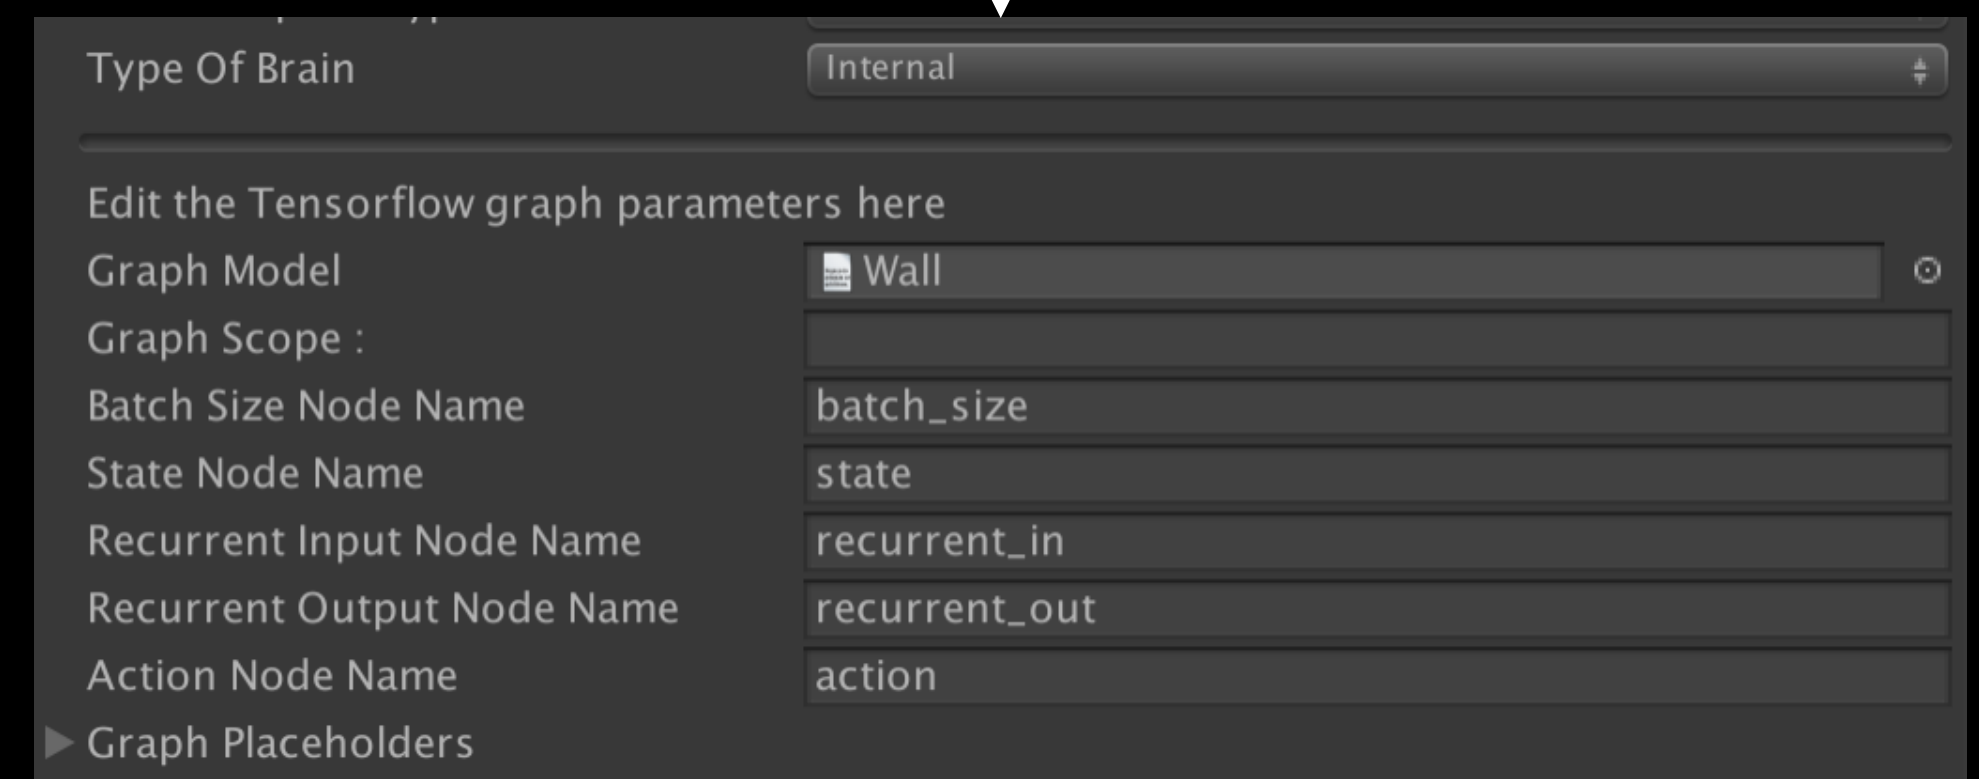 Type Of Brain Internal
Edit the Tensorflow graph parameters here
Graph Model Wall
Graph Scope :
Batch Size Node Name batch_size
State Node Name state
Recurrent Input Node Name recurrent_in
Recurrent Output Node Name recurrent_out
Action Node Name action
Graph Placeholders